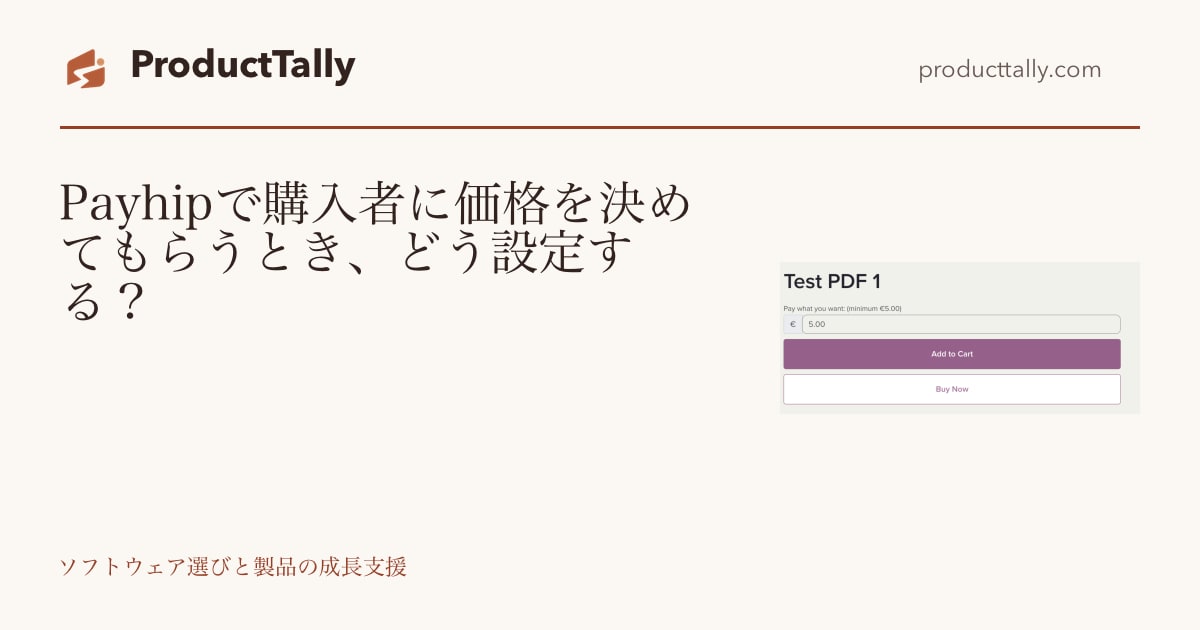 ProductTally
producttally.com
Payhipで購入者に価格を決め
てもらうとき、どう設定す
る？
Test PDF 1
Pay what you want: (minimum €5.00)
€ 5.00
Add to Cart
Buy Now
ソフトウェア選びと製品の成長支援